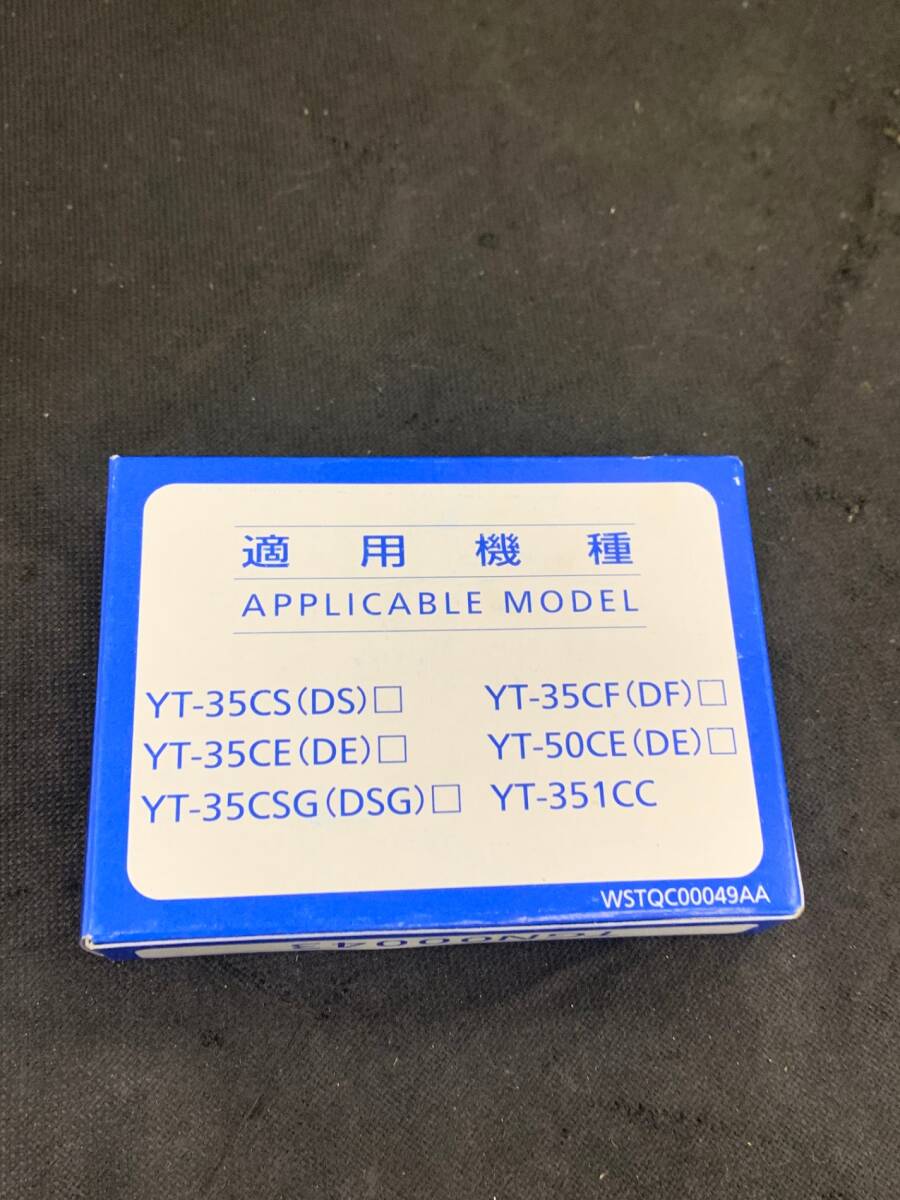 適用機種
APPLICABLE MODEL
YT-35CS(DS)□ YT-35CF(DF)□
YT-35CE(DE)□ YT-50CE(DE)□
YT-35CSG(DSG)□ YT-351CC
WSTQC00049AA